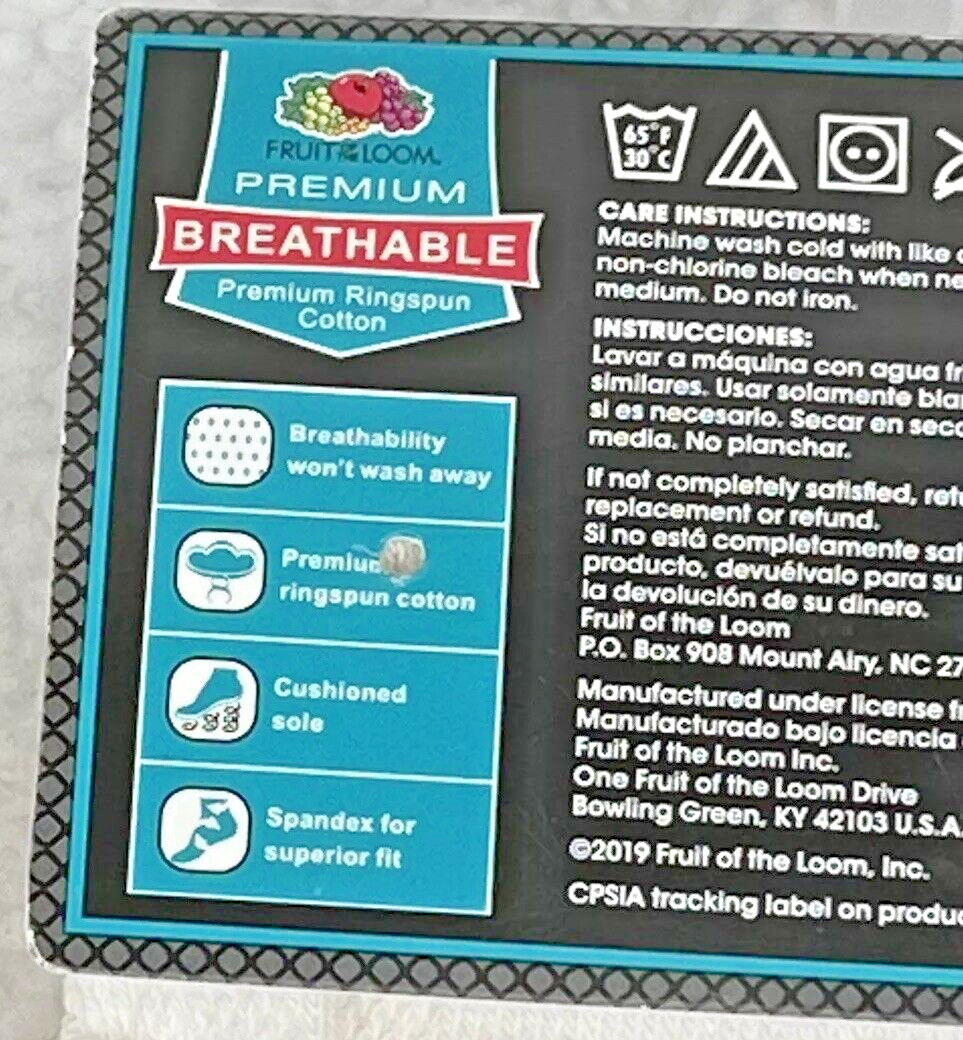 FRUIT OF THE LOOM.
PREMIUM
BREATHABLE
Premium Ringspun
Cotton
Breathability
won't wash away
Premium
ringspun cotton
Cushioned
sole
Spandex for
superior fit
65°F
30°C
CARE INSTRUCTIONS:
Machine wash cold with like
non-chlorine bleach when
medium. Do not iron.
INSTRUCCIONES:
Lavar a máquina con agua
similares. Usar solamente
si es necesario. Secar en
media. No planchar.
If not completely satisfied,
replacement or refund.
Si no está completamente
producto, devuélvalo para su
la devolución de su dinero.
Fruit of the Loom
P.O. Box 908 Mount Airy, NC 27
Manufactured under license
Manufacturado bajo licencia
Fruit of the Loom Inc.
One Fruit of the Loom Drive
Bowling Green, KY 42103 U.S.A.
©2019 Fruit of the Loom, Inc.
CPSIA tracking label on